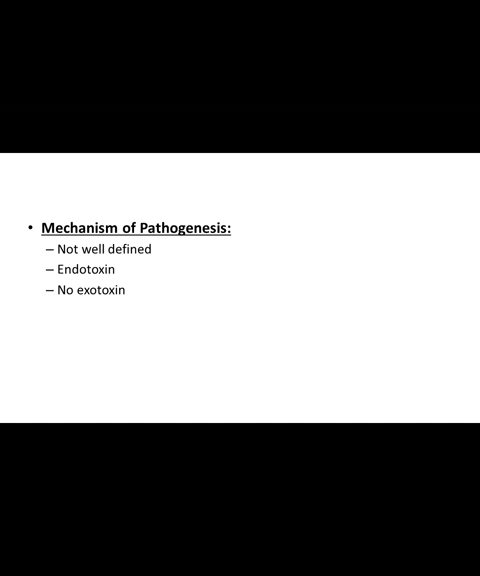 • Mechanism of Pathogenesis:
– Not well defined
– Endotoxin
– No exotoxin